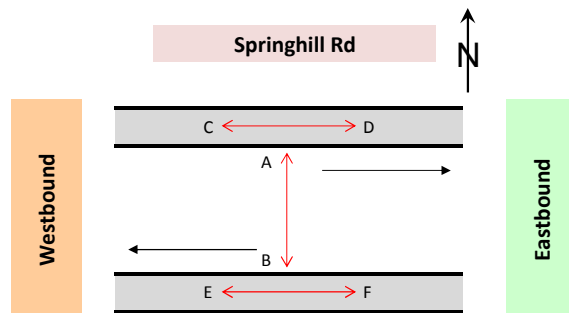 Springhill Rd
N
C D
A
Westbound
Eastbound
B
E F